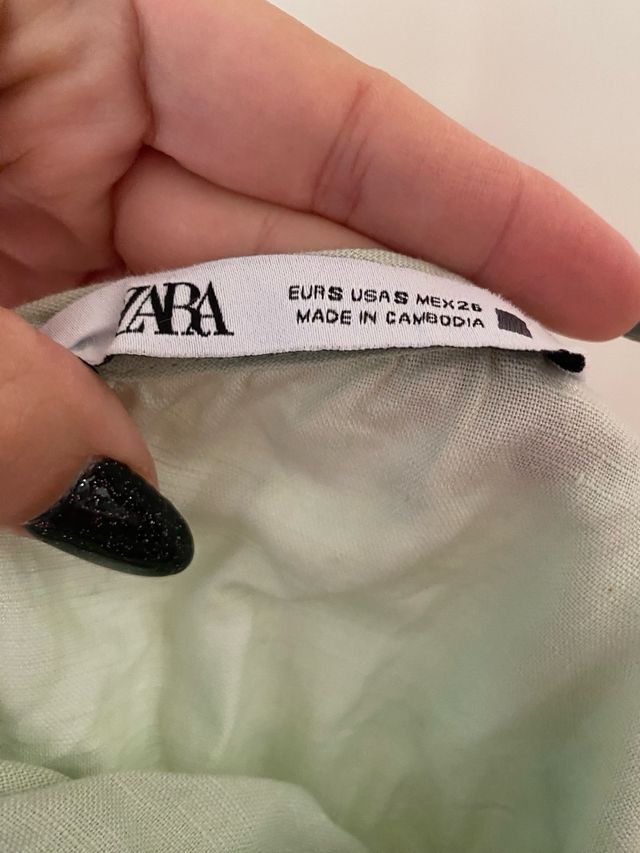 ZARA
EUR S USA S MEX 26
MADE IN CAMBODIA